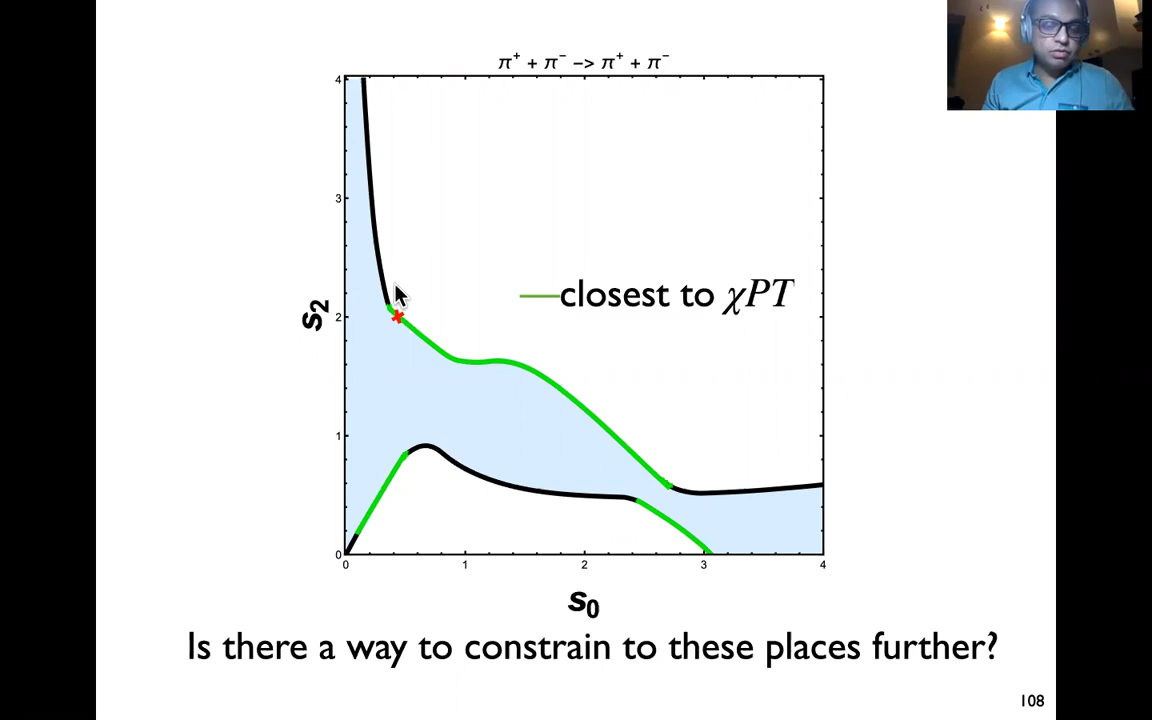 π⁺ + π⁻ −> π⁺ + π⁻
4
3
s₂
2
1
0
closest to χPT
0 1 2 3 4
s₀
Is there a way to constrain to these places further?
108